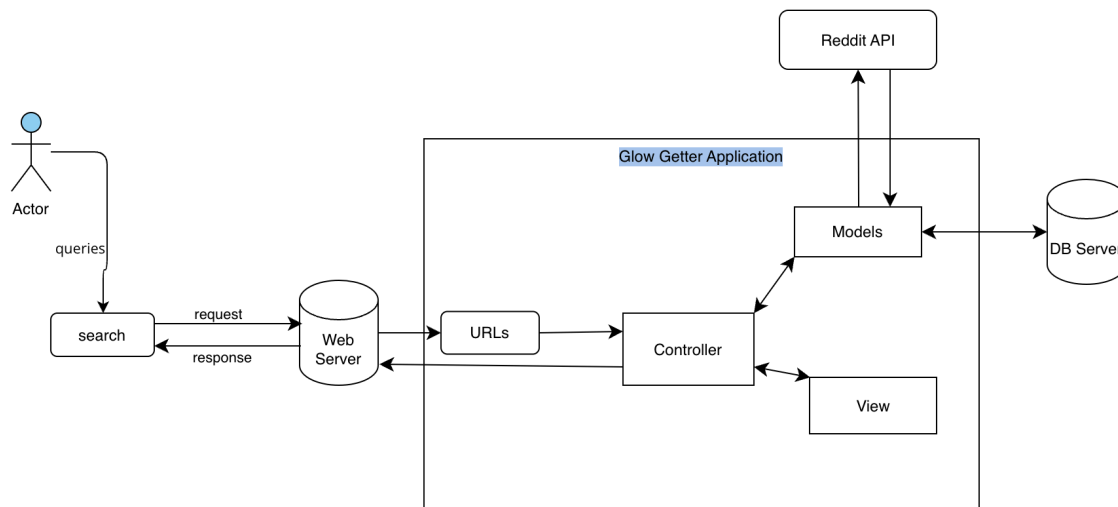 Reddit API
Glow Getter Application
Actor
Models
queries
DB Server
request
search
Web
Server
URLs
Controller
response
View